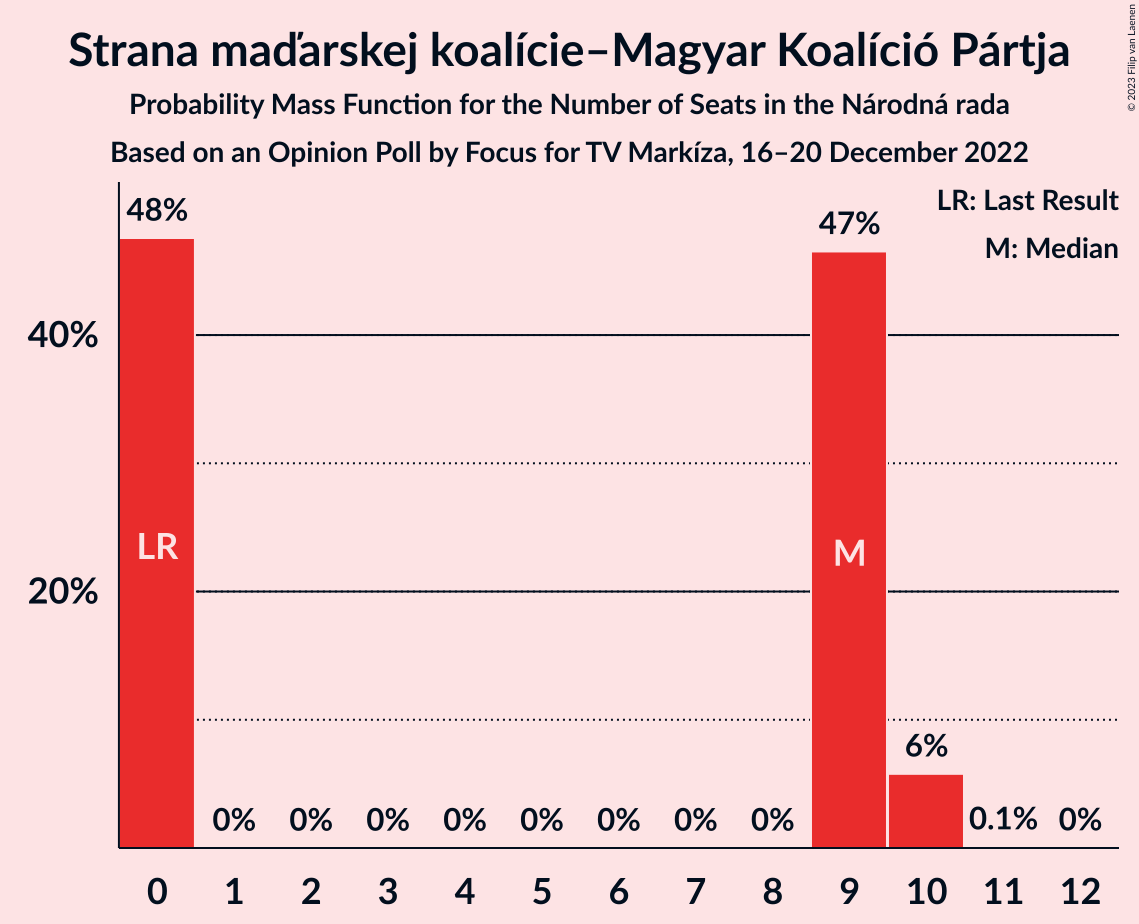 Strana maďarskej koalície–Magyar Koalíció Pártja
Probability Mass Function for the Number of Seats in the Národná rada
Based on an Opinion Poll by Focus for TV Markíza, 16–20 December 2022
© 2023 Filip van Laenen
LR: Last Result
M: Median
48% 0% 0% 0% 0% 0% 0% 0% 0% 47% 6% 0.1% 0%
40%
20%
LR
M
0 1 2 3 4 5 6 7 8 9 10 11 12